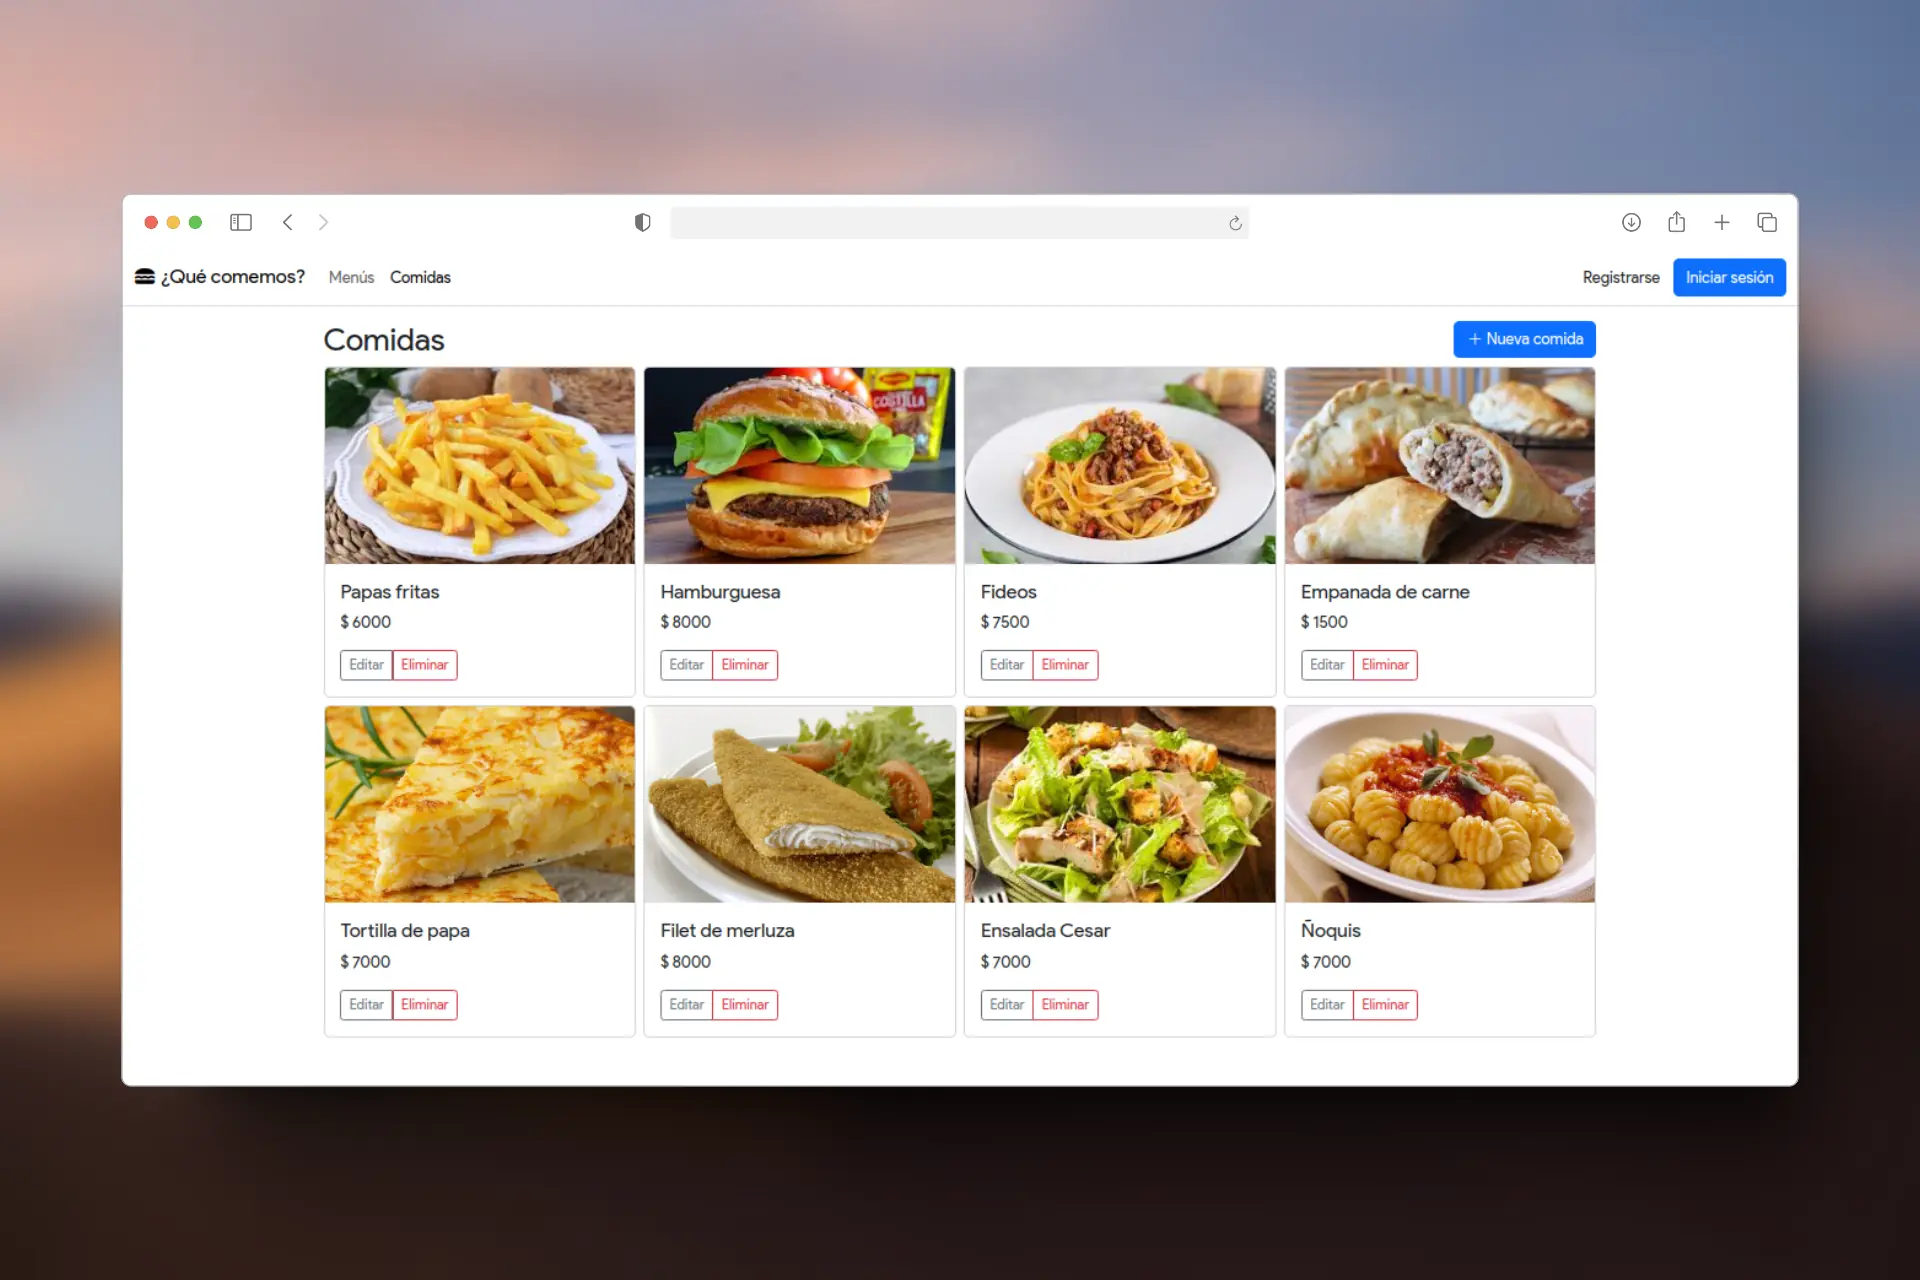 ¿Qué comemos? Menús Comidas Registrarse Iniciar sesión
Comidas + Nueva comida
COSTILLA
Papas fritas
$ 6000
Editar Eliminar
Hamburguesa
$ 8000
Editar Eliminar
Fideos
$ 7500
Editar Eliminar
Empanada de carne
$ 1500
Editar Eliminar
Tortilla de papa
$ 7000
Editar Eliminar
Filet de merluza
$ 8000
Editar Eliminar
Ensalada Cesar
$ 7000
Editar Eliminar
Ñoquis
$ 7000
Editar Eliminar